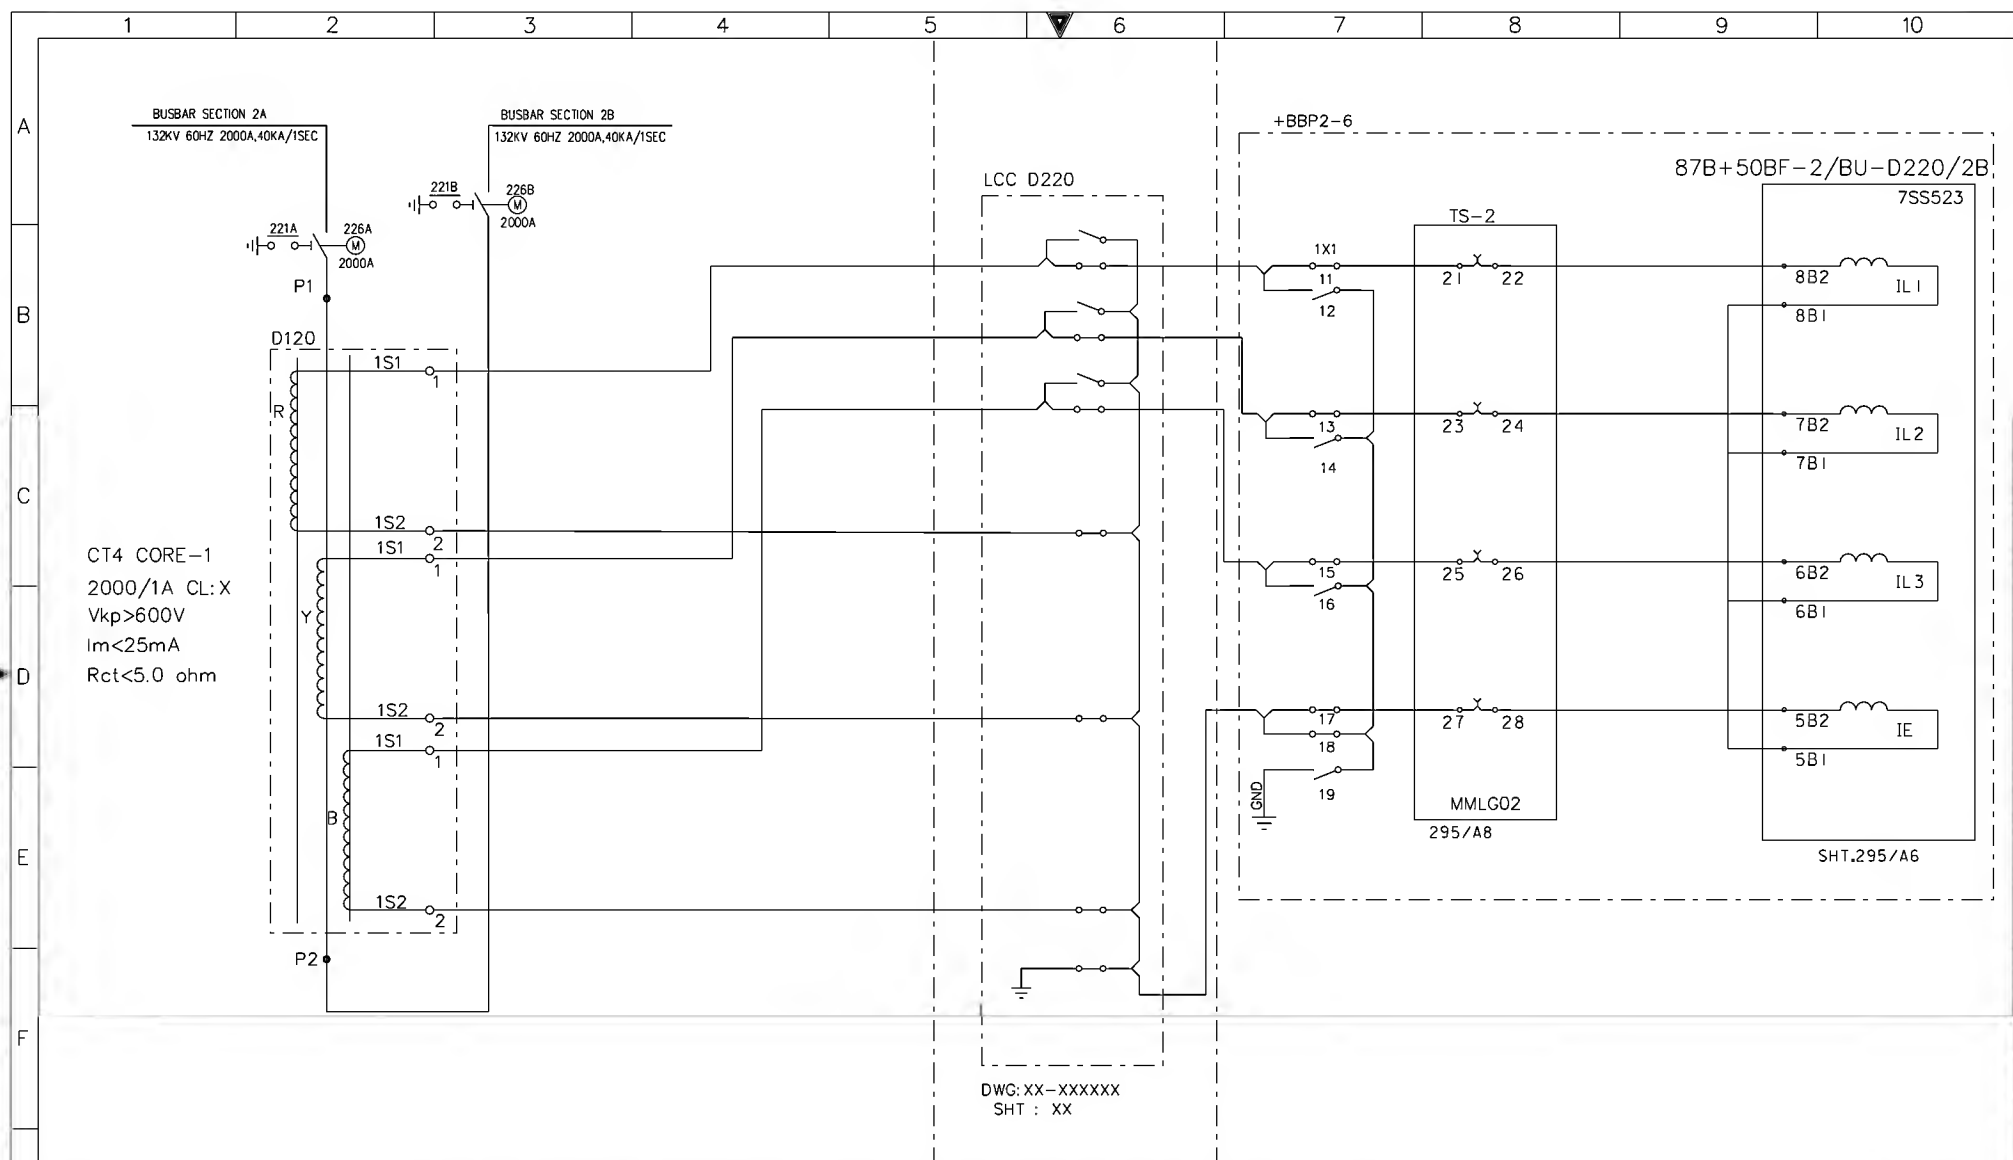 1 2 3 4 5 6 7 8 9 10
A
B
C
D
E
F
BUSBAR SECTION 2A
132KV 60HZ 2000A,40KA/1SEC
BUSBAR SECTION 2B
132KV 60HZ 2000A,40KA/1SEC
221B
226B
M
2000A
221A
226A
M
2000A
P1
D120
1S1
1
R
1S2
2
1S1
1
Y
1S2
2
1S1
1
B
1S2
2
P2
CT4 CORE-1
2000/1A CL:X
Vkp>600V
Im<25mA
Rct<5.0 ohm
LCC D220
DWG:XX-XXXXXX
SHT : XX
+BBP2-6
1X1
11
12
13
14
15
16
17
18
19
GND
TS-2
21 22
23 24
25 26
27 28
MMLG02
295/A8
87B+50BF-2/BU-D220/2B
7SS523
8B2
IL1
8B1
7B2
IL2
7B1
6B2
IL3
6B1
5B2
IE
5B1
SHT.295/A6